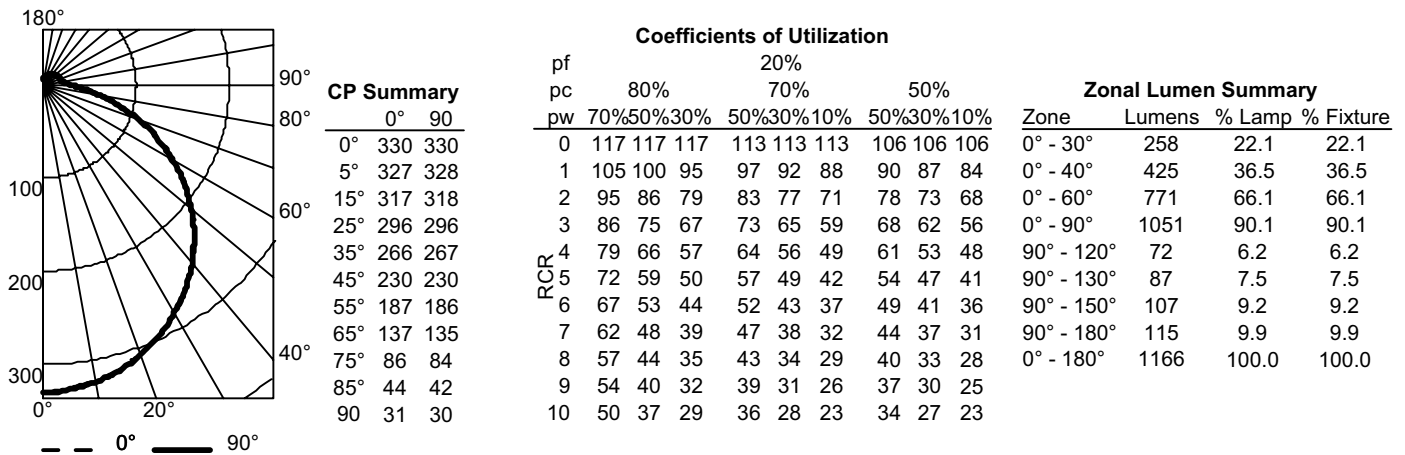 180°
90°
80°
100
60°
200
40°
300
0° 20°
0° 90°
CP Summary
0° 90
0° 330 330
5° 327 328
15° 317 318
25° 296 296
35° 266 267
45° 230 230
55° 187 186
65° 137 135
75° 86 84
85° 44 42
90 31 30
Coefficients of Utilization
pf 20%
pc 80% 70% 50%
pw 70%50%30% 50%30%10% 50%30%10%
RCR
0 117 117 117 113 113 113 106 106 106
1 105 100 95 97 92 88 90 87 84
2 95 86 79 83 77 71 78 73 68
3 86 75 67 73 65 59 68 62 56
4 79 66 57 64 56 49 61 53 48
5 72 59 50 57 49 42 54 47 41
6 67 53 44 52 43 37 49 41 36
7 62 48 39 47 38 32 44 37 31
8 57 44 35 43 34 29 40 33 28
9 54 40 32 39 31 26 37 30 25
10 50 37 29 36 28 23 34 27 23
Zonal Lumen Summary
Zone Lumens % Lamp % Fixture
0° - 30° 258 22.1 22.1
0° - 40° 425 36.5 36.5
0° - 60° 771 66.1 66.1
0° - 90° 1051 90.1 90.1
90° - 120° 72 6.2 6.2
90° - 130° 87 7.5 7.5
90° - 150° 107 9.2 9.2
90° - 180° 115 9.9 9.9
0° - 180° 1166 100.0 100.0